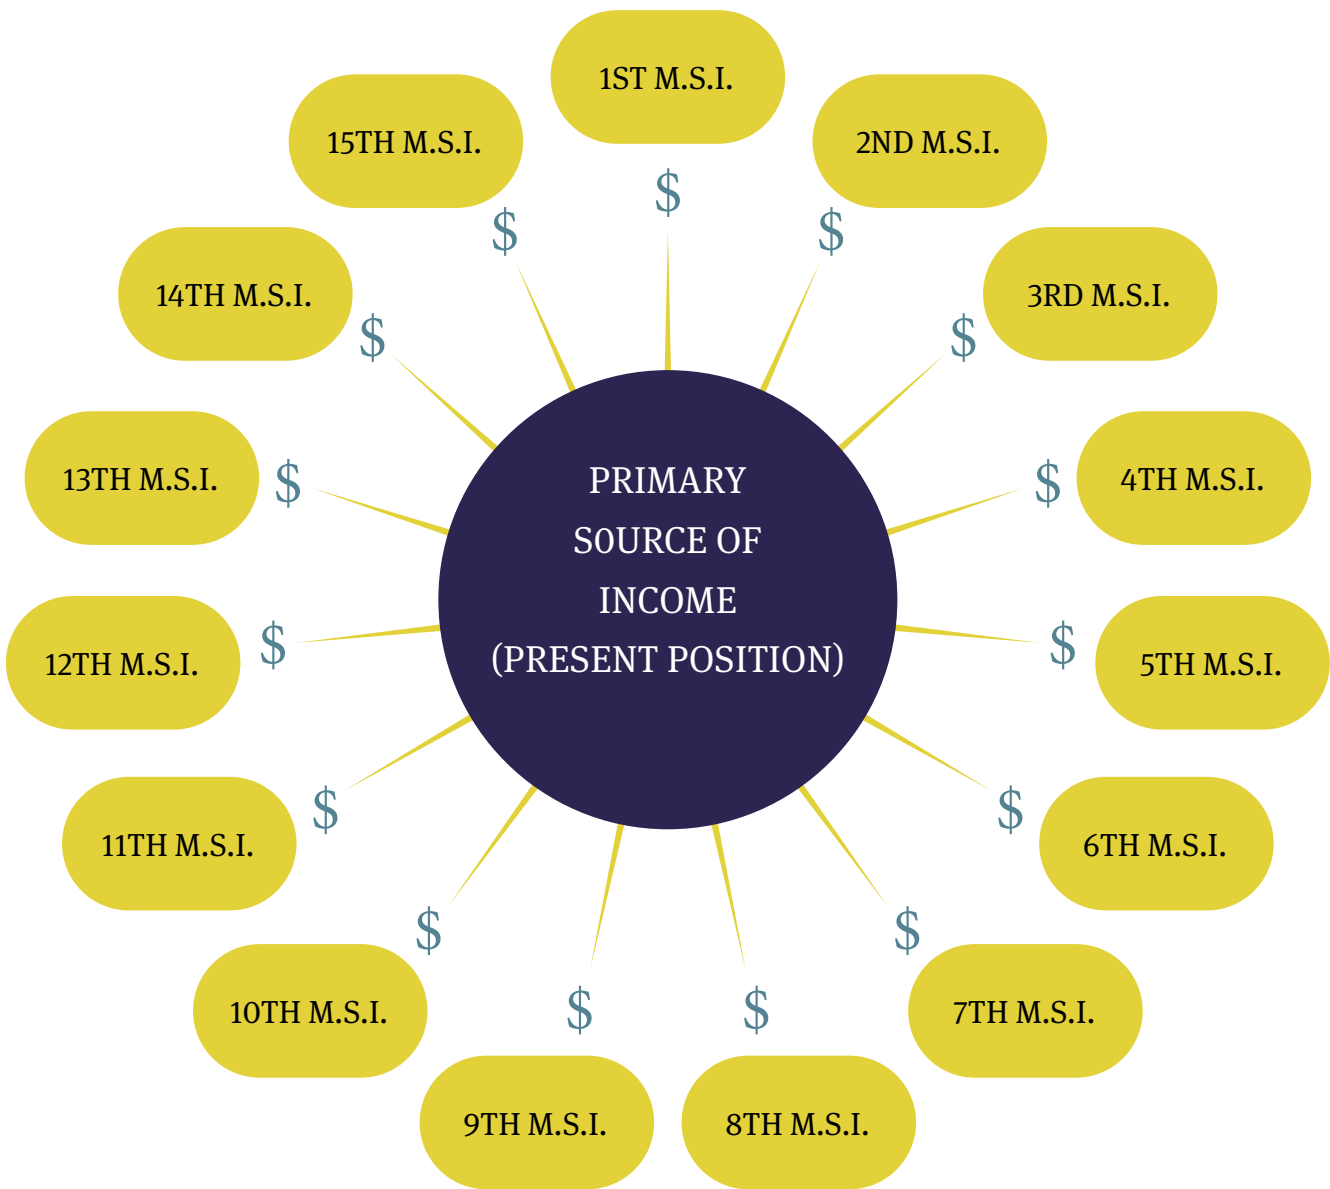 1ST M.S.I.
$
2ND M.S.I.
$
3RD M.S.I.
$
4TH M.S.I.
$
5TH M.S.I.
$
6TH M.S.I.
$
7TH M.S.I.
$
8TH M.S.I.
$
9TH M.S.I.
$
10TH M.S.I.
$
11TH M.S.I.
$
12TH M.S.I.
$
13TH M.S.I.
$
14TH M.S.I.
$
15TH M.S.I.
$
PRIMARY
S0URCE OF
INCOME
(PRESENT POSITION)